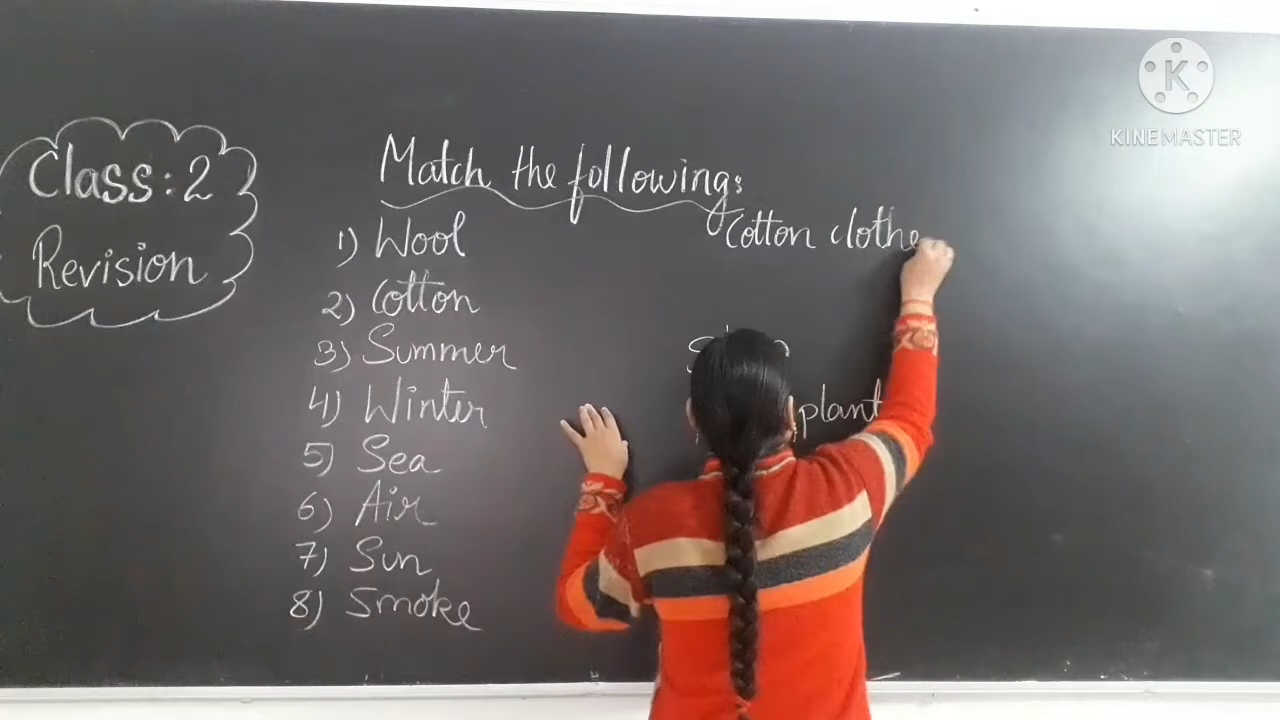 Class: 2
Revision
Match the following:
1) Wool
Cotton clothe
2) Cotton
3) Summer
4) Winter
plant
5) Sea
6) Air
7) Sun
8) Smoke
K
KINEMASTER